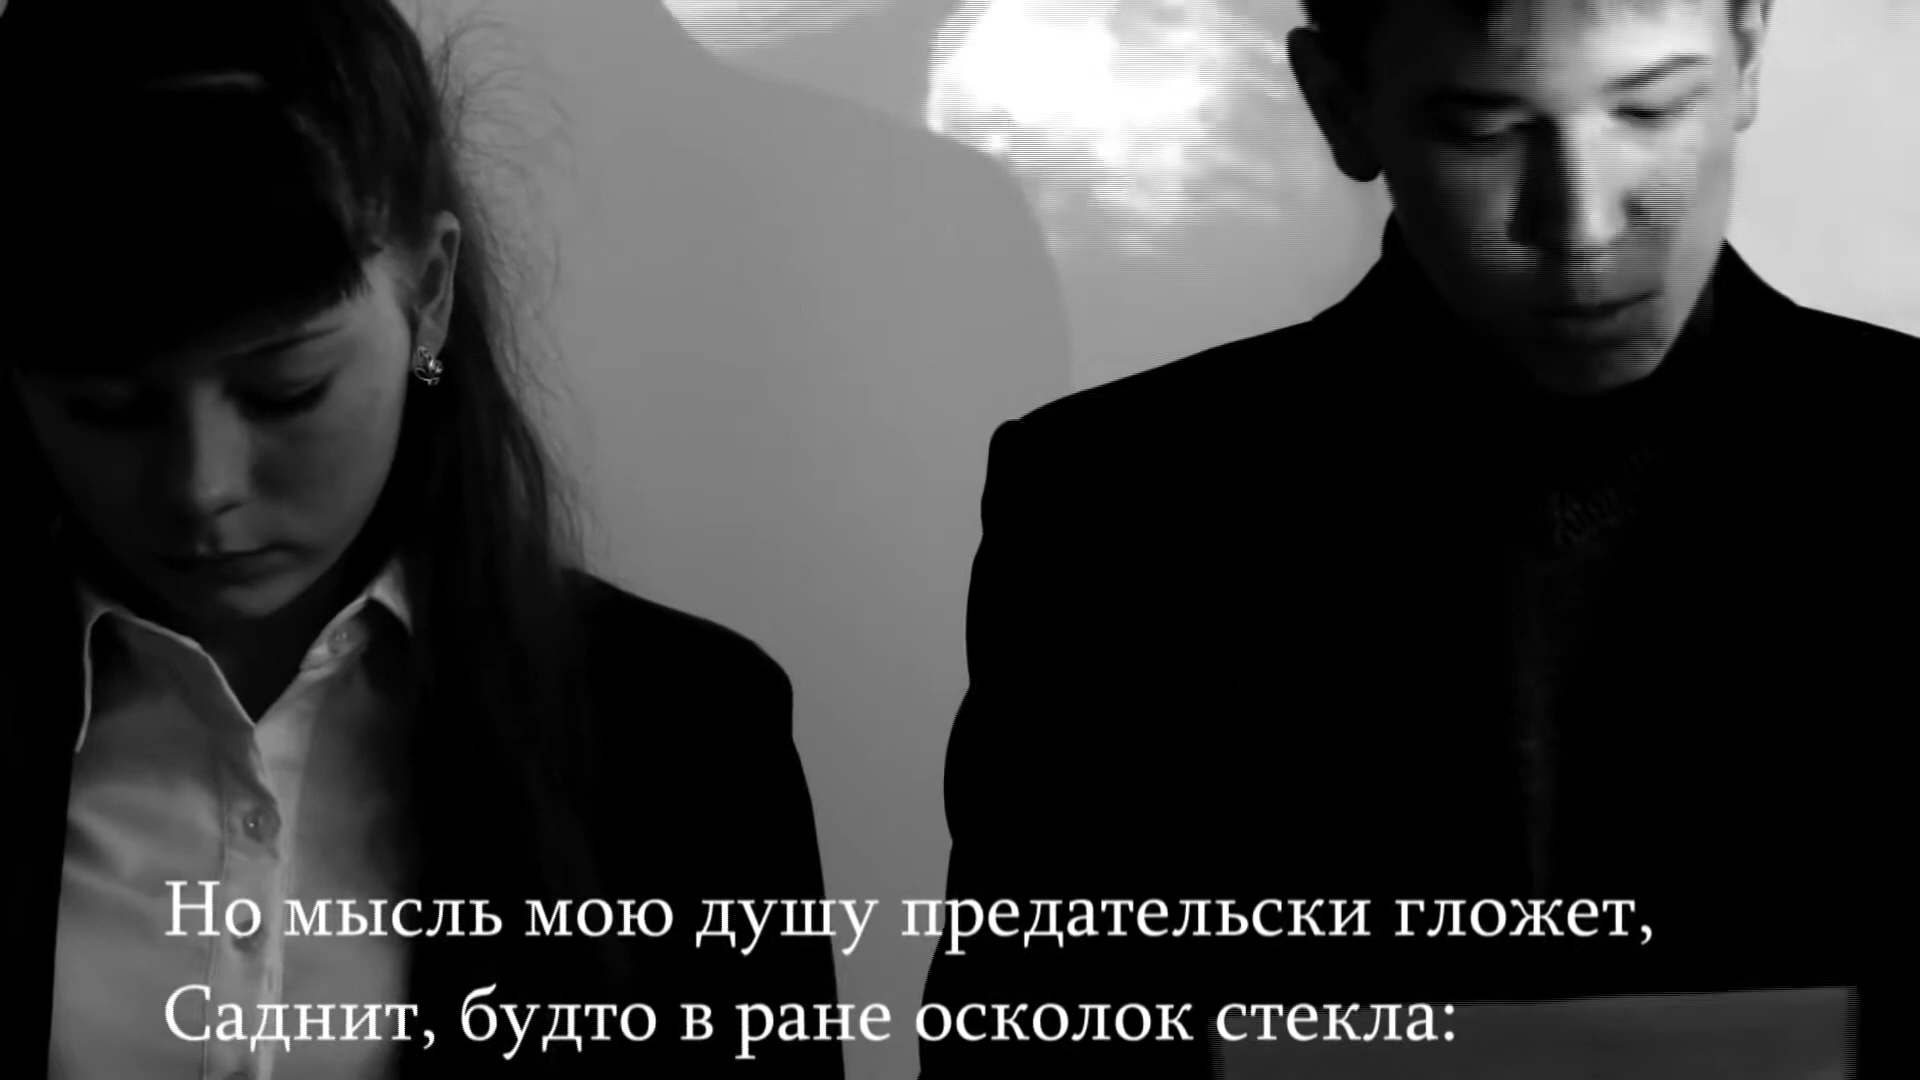 Но мысль мою душу предательски гложет,
Саднит, будто в ране осколок стекла: